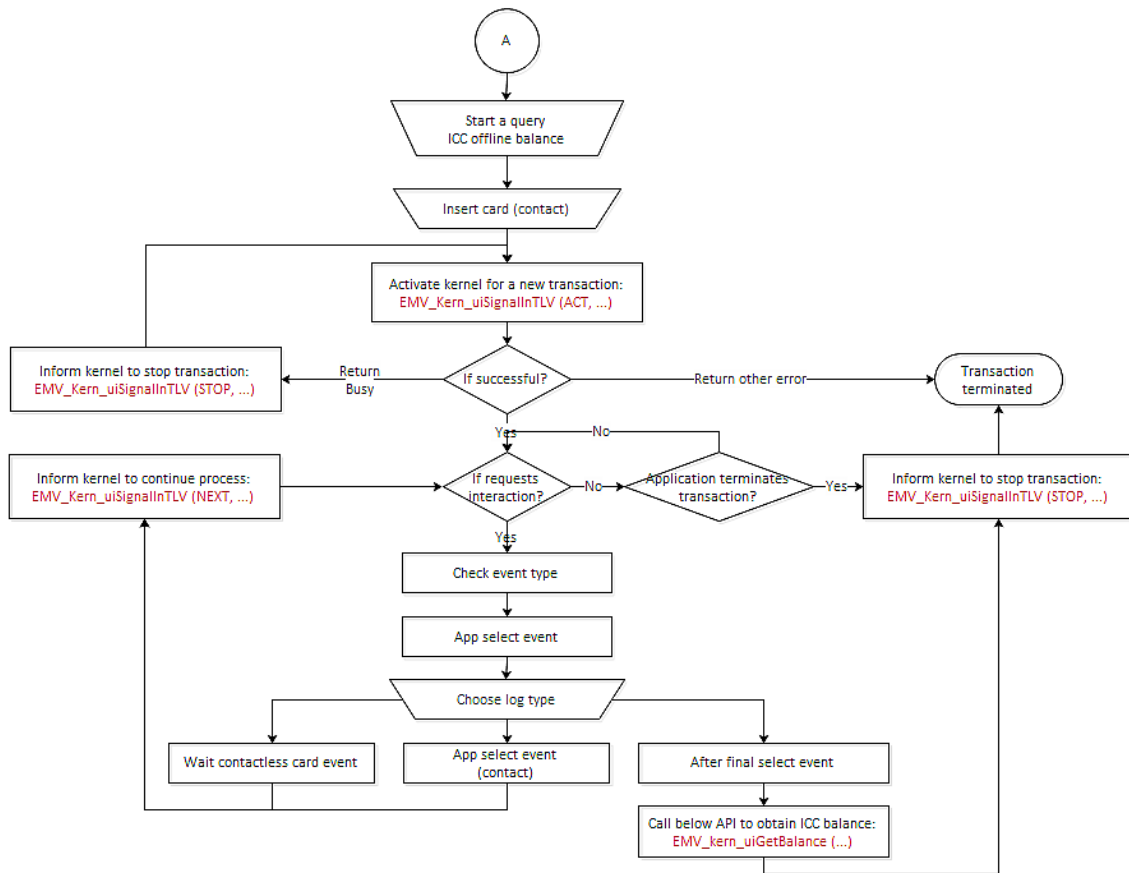 A
Start a query
ICC offline balance
Insert card (contact)
Activate kernel for a new transaction:
EMV_Kern_uiSignalInTLV (ACT, ...)
Inform kernel to stop transaction:
EMV_Kern_uiSignalInTLV (STOP, ...)
Return
Busy
If successful?
Return other error
Transaction
terminated
Yes
No
Inform kernel to continue process:
EMV_Kern_uiSignalInTLV (NEXT, ...)
If requests
interaction?
No
Application terminates
transaction?
Yes
Inform kernel to stop transaction:
EMV_Kern_uiSignalInTLV (STOP, ...)
Yes
Check event type
App select event
Choose log type
Wait contactless card event
App select event
(contact)
After final select event
Call below API to obtain ICC balance:
EMV_kern_uiGetBalance (...)